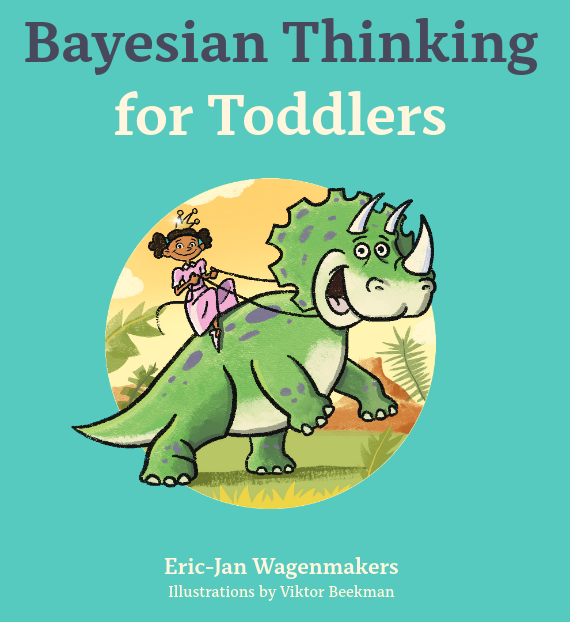 Bayesian Thinking
for Toddlers
Eric-Jan Wagenmakers
Illustrations by Viktor Beekman